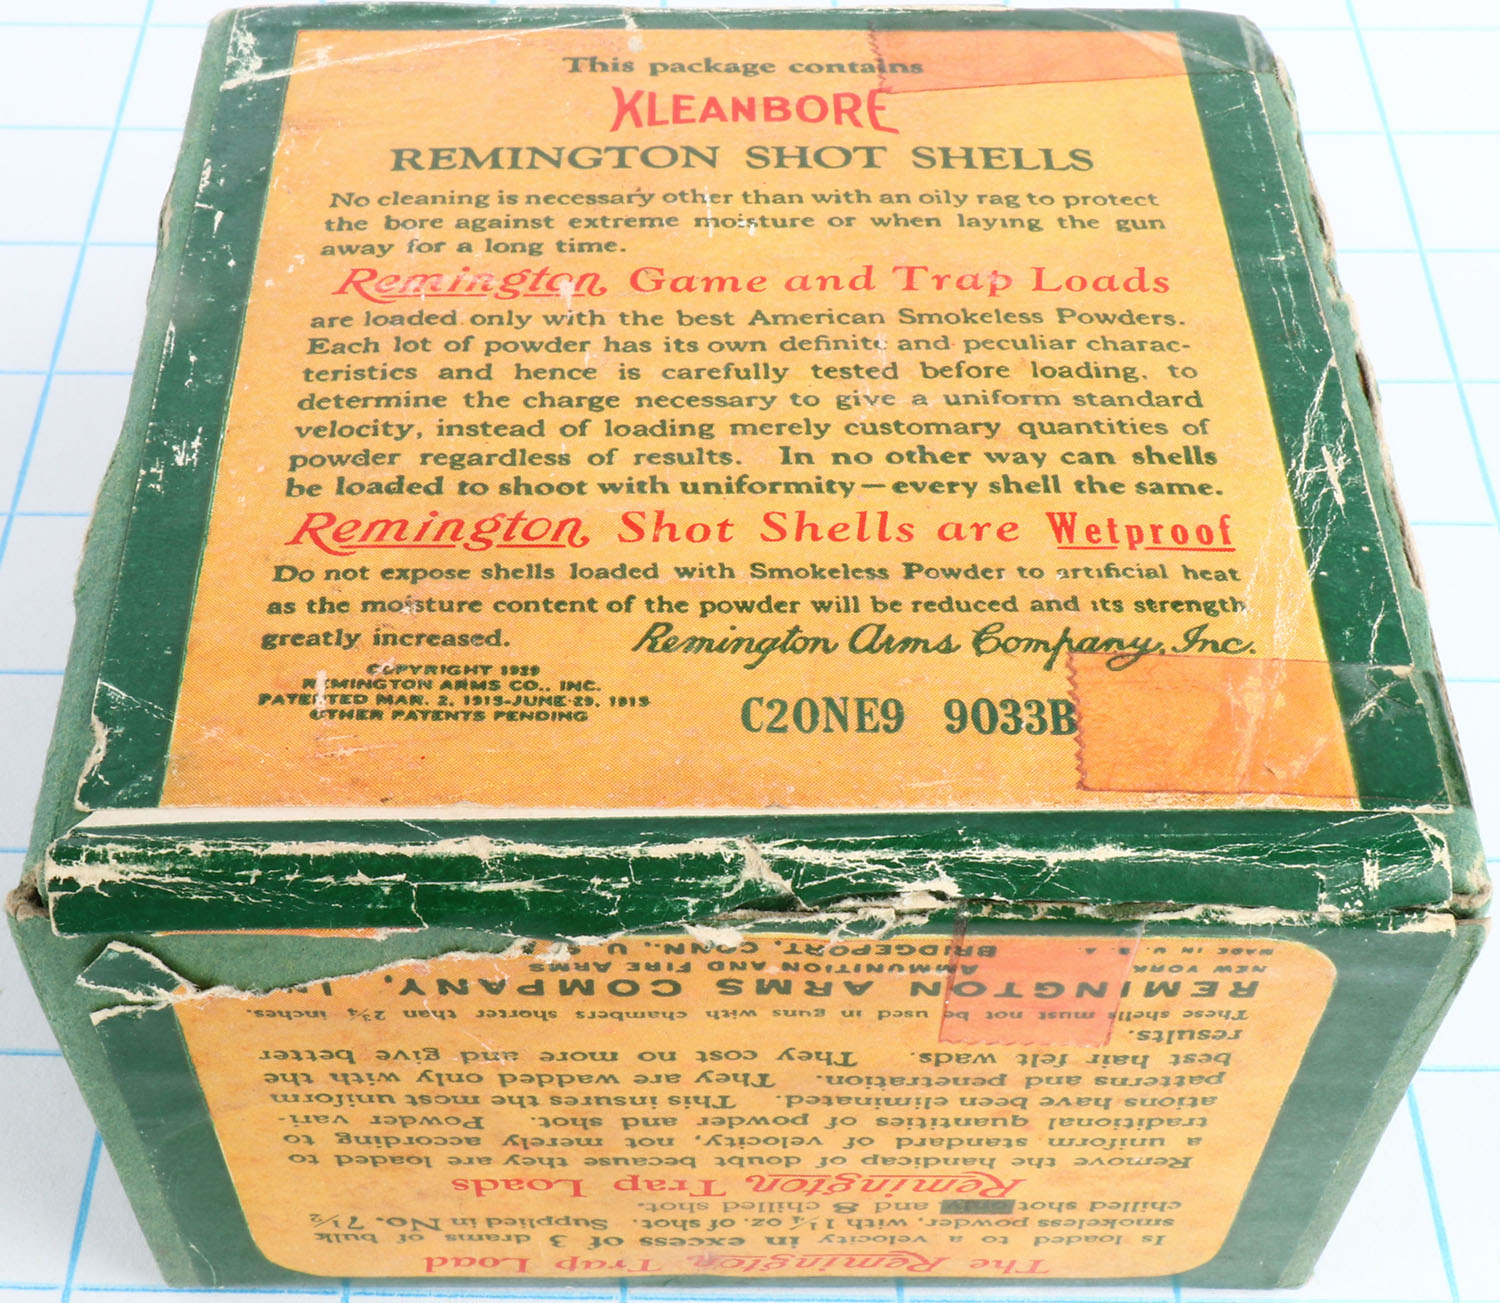 This package contains
KLEANBORE
REMINGTON SHOT SHELLS
No cleaning is necessary other than with an oily rag to protect
the bore against extreme moisture or when laying the gun
away for a long time.
Remington, Game and Trap Loads
are loaded only with the best American Smokeless Powders.
Each lot of powder has its own definite and peculiar charac-
teristics and hence is carefully tested before loading, to
determine the charge necessary to give a uniform standard
velocity, instead of loading merely customary quantities of
powder regardless of results. In no other way can shells
be loaded to shoot with uniformity—every shell the same.
Remington, Shot Shells are Wetproof
Do not expose shells loaded with Smokeless Powder to artificial heat
as the moisture content of the powder will be reduced and its strength
greatly increased.
Remington Arms Company, Inc.
COPYRIGHT 1929
REMINGTON ARMS CO., INC.
PATENTED MAR. 2, 1915-JUNE 29, 1915
OTHER PATENTS PENDING
C20NE9 9033B
The Remington, Trap Load
Is loaded to a velocity in excess of 3 drams of bulk
smokeless powder, with 1¼ oz. of shot. Supplied in No. 7½
chilled shot and 8 chilled shot.
Remington, Trap Loads
Remove the handicap of doubt because they are loaded to
a uniform standard of velocity, not merely according to
traditional quantities of powder and shot. Powder vari-
ations have been eliminated. This insures the most uniform
patterns and penetration. They are wadded only with the
best hair felt wads. They cost no more and give better
results.
These shells must not be used in guns with chambers shorter than 2¾ inches.
REMINGTON ARMS COMPANY,
NEW YORK AMMUNITION AND FIRE ARMS
MADE IN U. S. A. BRIDGEPORT, CONN., U. S.